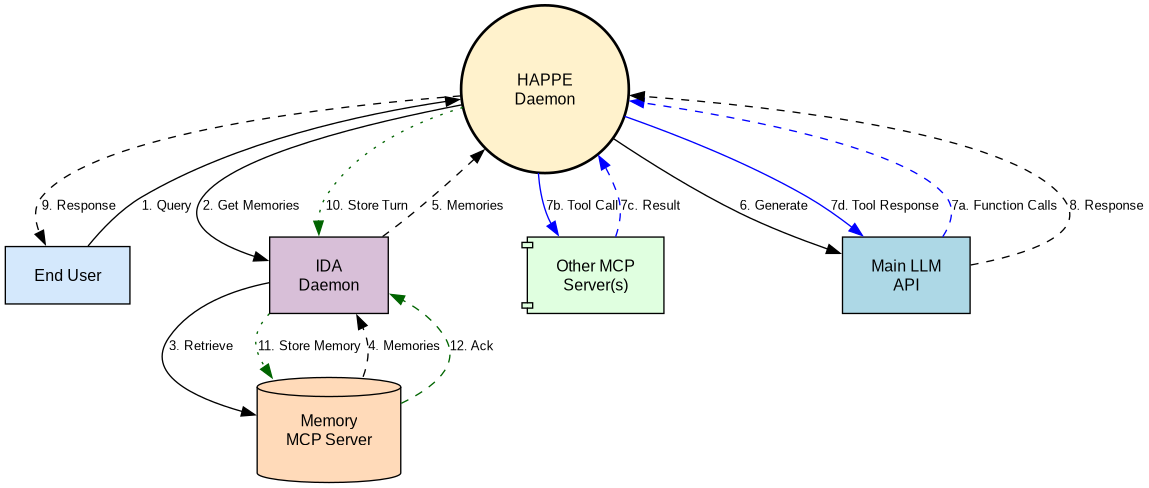 HAPPE
Daemon
9. Response
1. Query
2. Get Memories
10. Store Turn
5. Memories
7b. Tool Call
7c. Result
6. Generate
7d. Tool Response
7a. Function Calls
8. Response
End User
IDA
Daemon
Other MCP
Server(s)
Main LLM
API
3. Retrieve
11. Store Memory
4. Memories
12. Ack
Memory
MCP Server